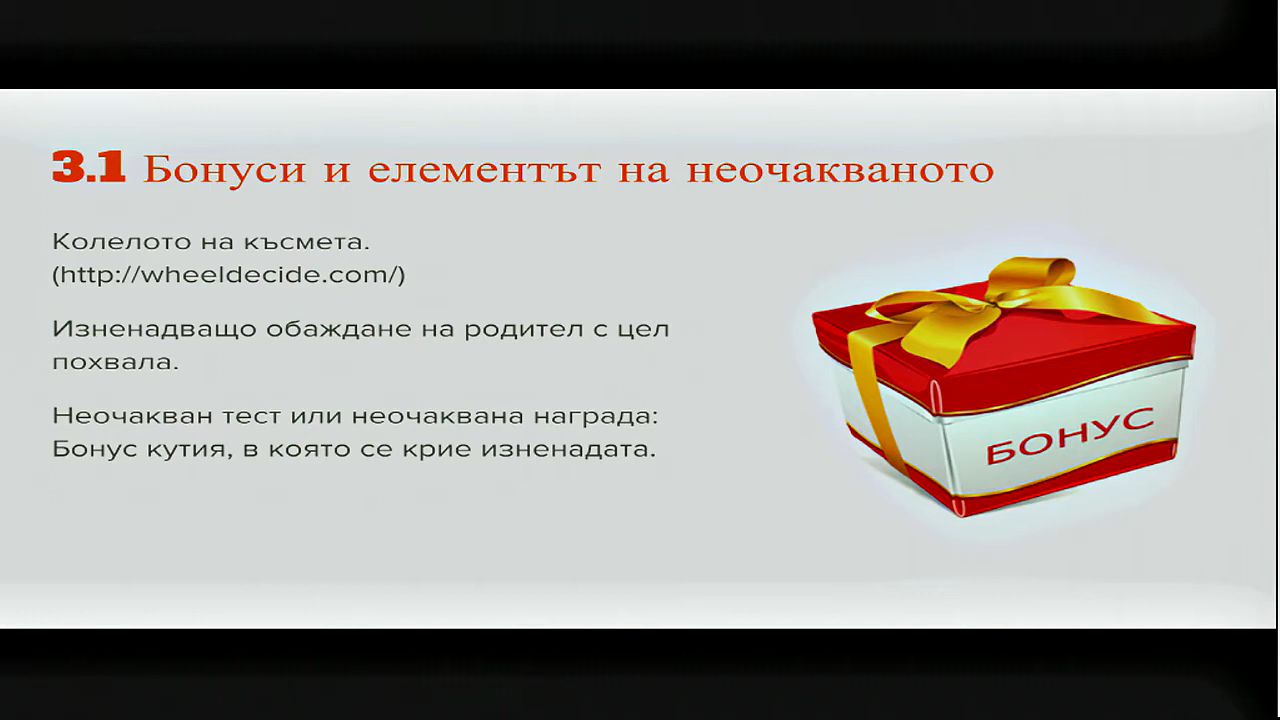 3.1 Бонуси и елементът на неочакваното
Колелото на късмета.
(http://wheeldecide.com/)
Изненадващо обаждане на родител с цел
похвала.
Неочакван тест или неочаквана награда:
Бонус кутия, в която се крие изненадата.
БОНУС